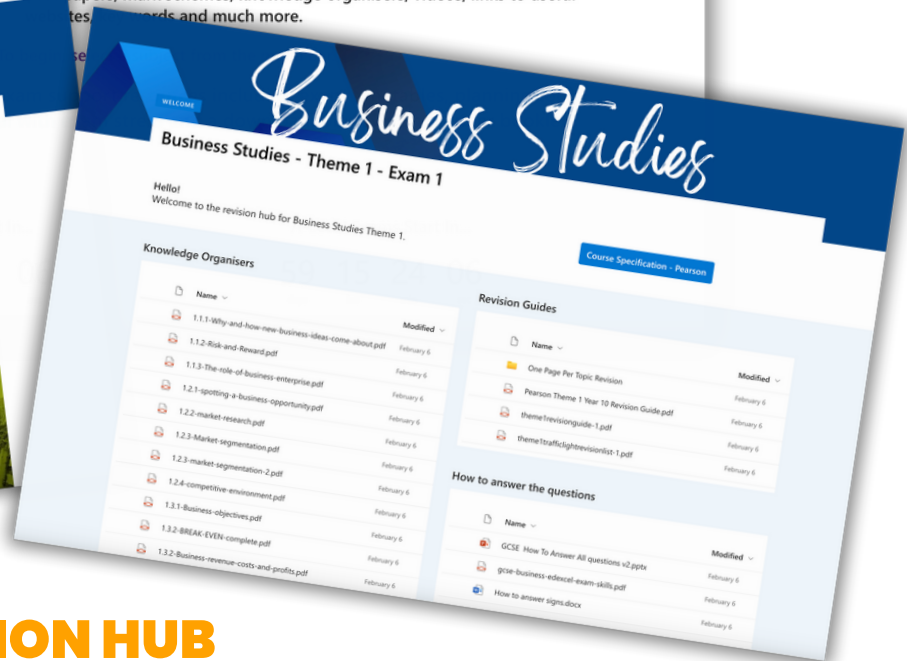 and much more.
Business Studies
WELCOME
Business Studies - Theme 1 - Exam 1
Hello!
Welcome to the revision hub for Business Studies Theme 1.
Course Specification - Pearson
Knowledge Organisers
Name Modified
1.1.1-Why-and-how-new-business-ideas-come-about.pdf February 6
1.1.2-Risk-and-Reward.pdf February 6
1.1.3-The-role-of-business-enterprise.pdf February 6
1.2.1-spotting-a-business-opportunity.pdf February 6
1.2.2-market-research.pdf February 6
1.2.3-Market-segmentation.pdf February 6
1.2.3-market-segmentation-2.pdf February 6
1.2.4-competitive-environment.pdf February 6
1.3.1-Business-objectives.pdf February 6
1.3.2-BREAK-EVEN-complete.pdf February 6
1.3.2-Business-revenue-costs-and-profits.pdf February 6
Revision Guides
Name Modified
One Page Per Topic Revision February 6
Pearson Theme 1 Year 10 Revision Guide.pdf February 6
theme1revisionguide-1.pdf February 6
theme1trafficlightrevisionlist-1.pdf February 6
How to answer the questions
Name Modified
GCSE How To Answer All questions v2.pptx February 6
gcse-business-edexcel-exam-skills.pdf February 6
How to answer signs.docx February 6
ION HUB